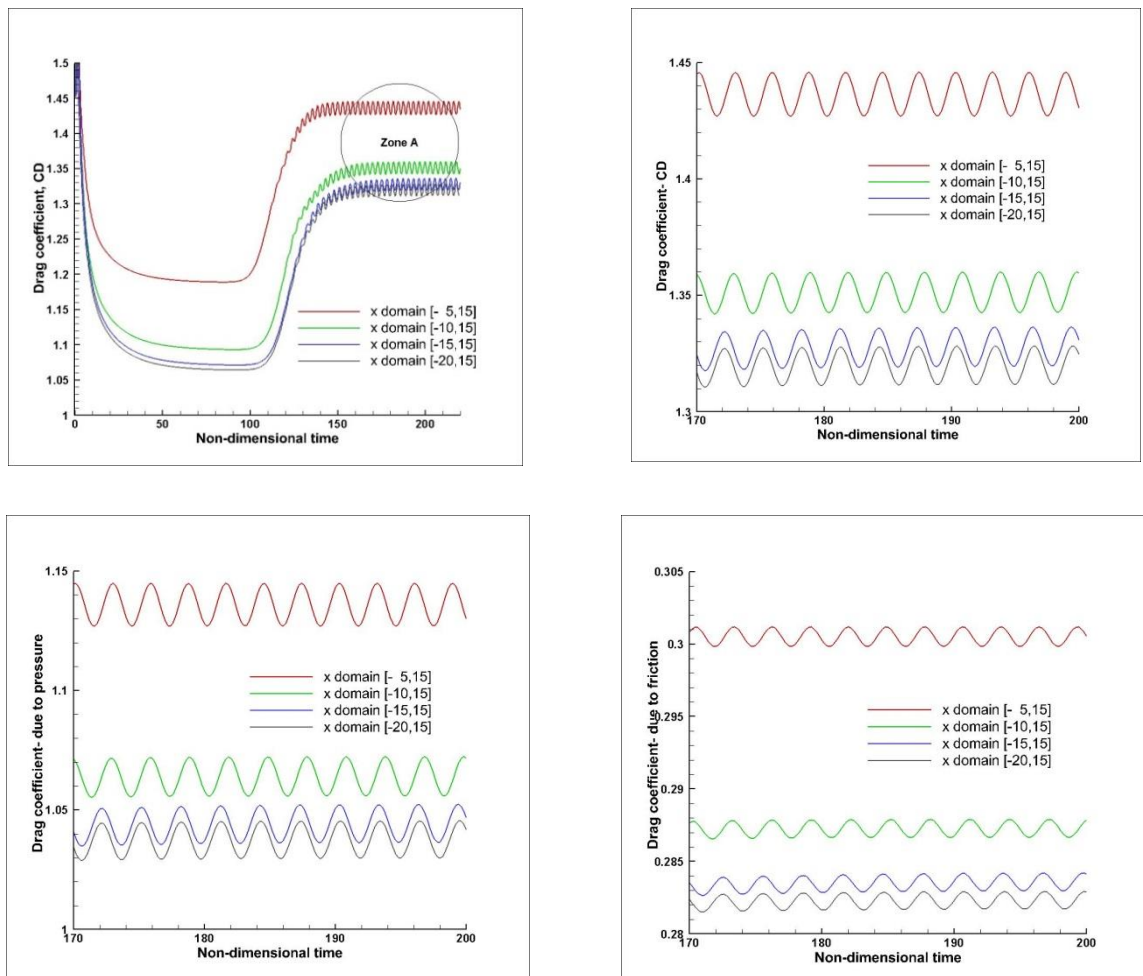 1.5
1.45
1.4
1.35
1.3
1.25
1.2
1.15
1.1
1.05
1
Drag coefficient, CD
Zone A
x domain [- 5,15]
x domain [-10,15]
x domain [-15,15]
x domain [-20,15]
0 50 100 150 200
Non-dimensional time
1.45
1.4
1.35
1.3
Drag coefficient- CD
x domain [- 5,15]
x domain [-10,15]
x domain [-15,15]
x domain [-20,15]
170 180 190 200
Non-dimensional time
1.15
1.1
1.05
1
Drag coefficient- due to pressure
x domain [- 5,15]
x domain [-10,15]
x domain [-15,15]
x domain [-20,15]
170 180 190 200
Non-dimensional time
0.305
0.3
0.295
0.29
0.285
0.28
Drag coefficient- due to friction
x domain [- 5,15]
x domain [-10,15]
x domain [-15,15]
x domain [-20,15]
170 180 190 200
Non-dimensional time